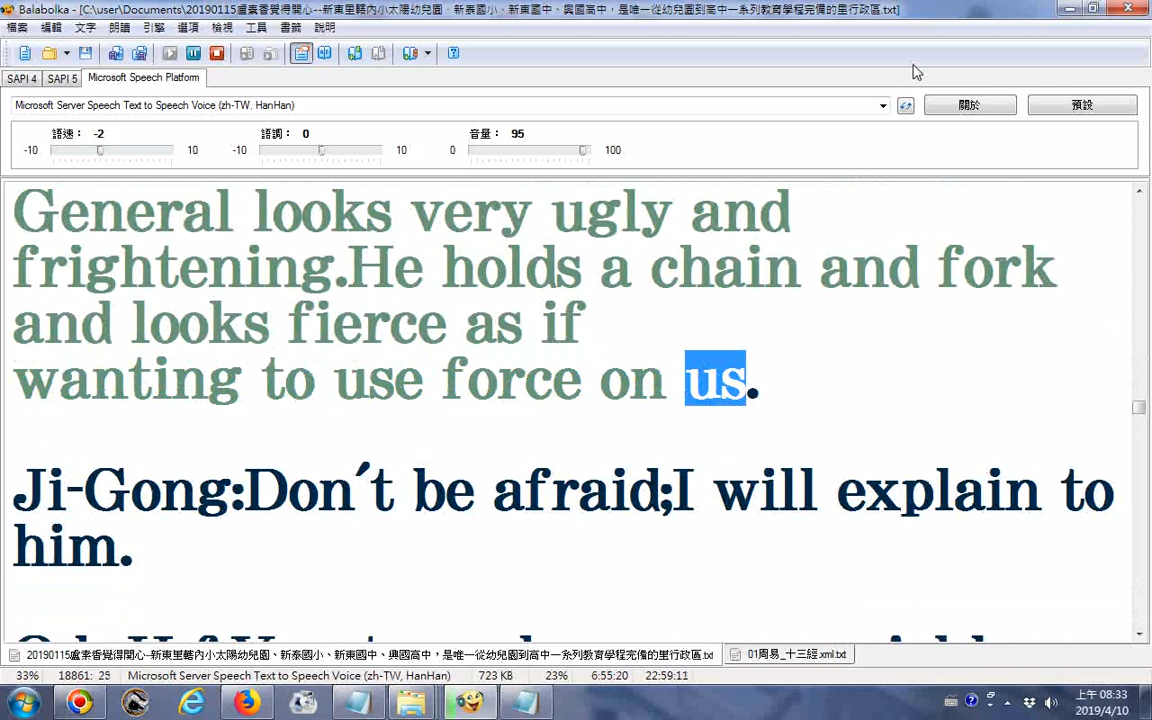 Balabolka - [C:\user\Documents\20190115盧素香覺得開心--新東里轄內小太陽幼兒園、新泰國小、新東國中、興國高中，是唯一從幼兒園到高中一系列教育學程完備的里行政區.txt]
檔案 編輯 文字 朗讀 引擎 選項 檢視 工具 書籤 說明
SAPI 4 SAPI 5 Microsoft Speech Platform
Microsoft Server Speech Text to Speech Voice (zh-TW, HanHan) 關於 預設
語速： -2 語調： 0 音量： 95
-10 10 -10 10 0 100
General looks very ugly and
frightening.He holds a chain and fork
and looks fierce as if
wanting to use force on us.
Ji-Gong:Don't be afraid;I will explain to
him.
20190115盧素香覺得開心--新東里轄內小太陽幼兒園、新泰國小、新東國中、興國高中，是唯一從幼兒園到高中一系列教育學程完備的里行政區.txt 01周易_十三經.xml.txt
33% 18861: 25 Microsoft Server Speech Text to Speech Voice (zh-TW, HanHan) 723 KB 23% 6:55:20 22:59:11
上午 08:33
2019/4/10